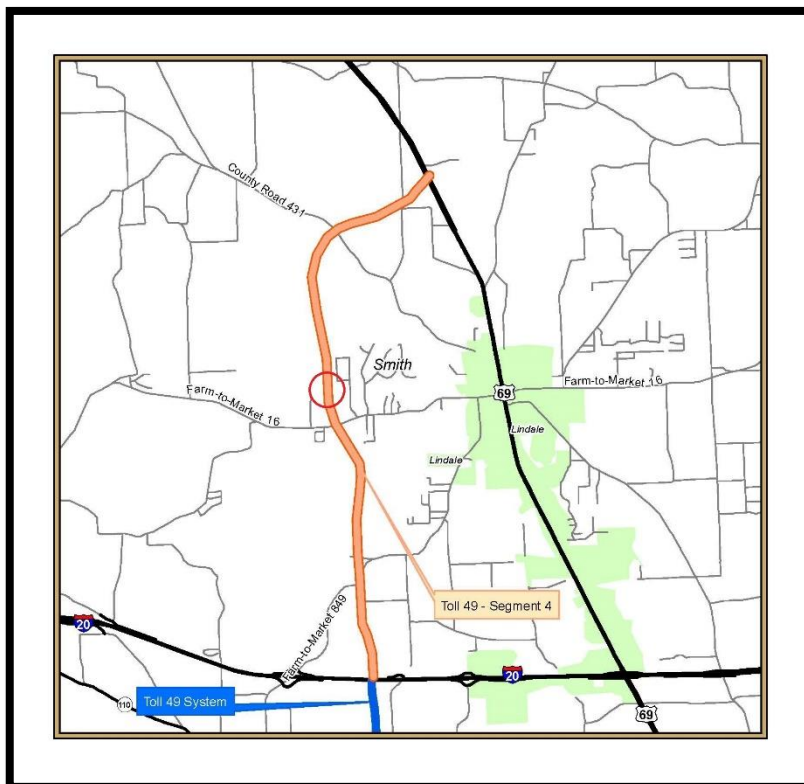 County Road 431
Smith
Farm-to-Market 16
69
Farm-to-Market 16
Lindale
Lindale
Toll 49 - Segment 4
Farm-to-Market 849
20
20
110
Toll 49 System
69